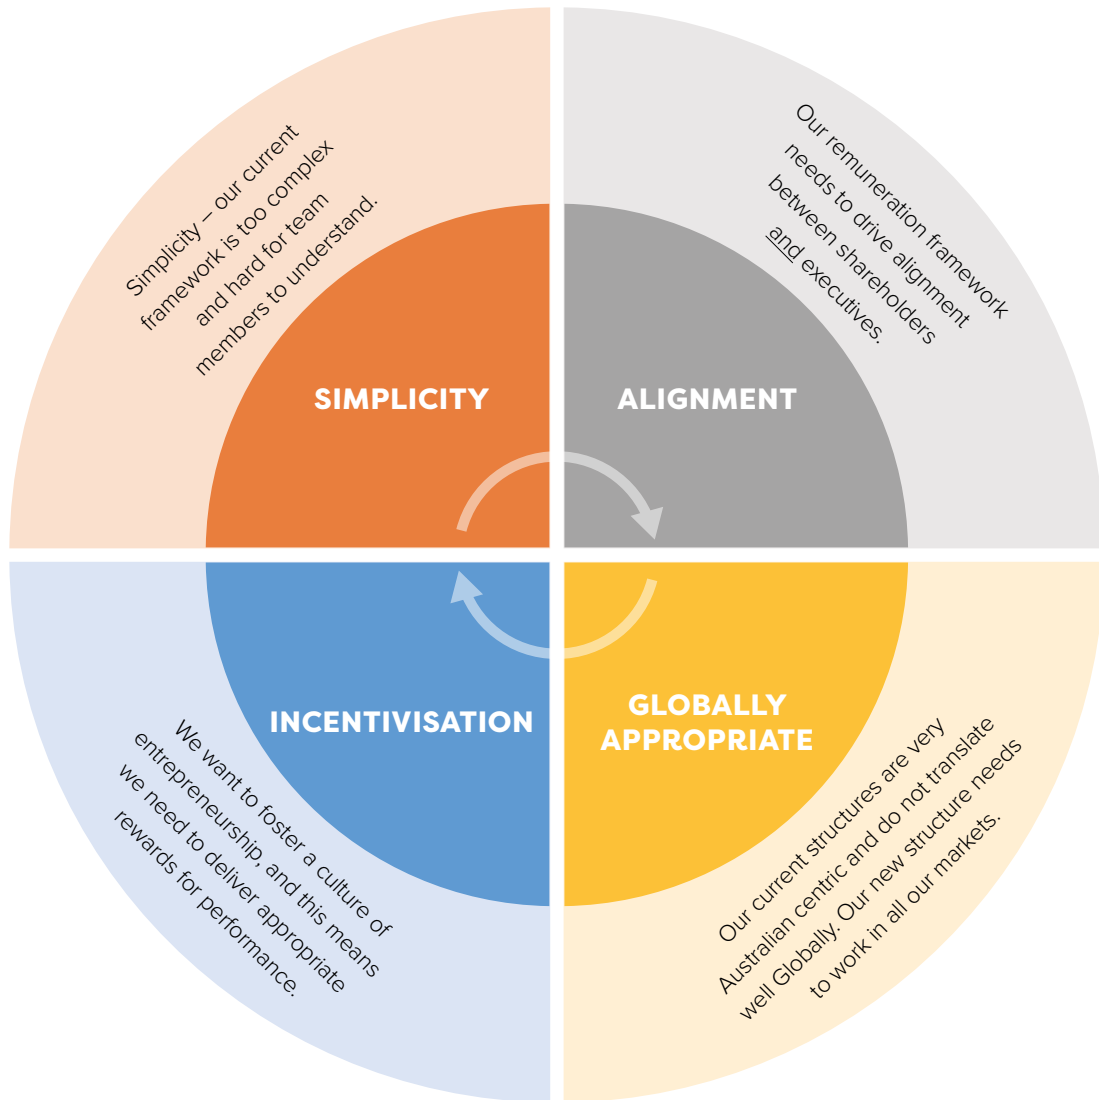 Simplicity – our current
framework is too complex
and hard for team
members to understand.
SIMPLICITY
Our remuneration framework
needs to drive alignment
between shareholders
and executives.
ALIGNMENT
INCENTIVISATION
We want to foster a culture of
entrepreneurship, and this means
we need to deliver appropriate
rewards for performance.
GLOBALLY
APPROPRIATE
Our current structures are very
Australian centric and do not translate
well Globally. Our new structure needs
to work in all our markets.